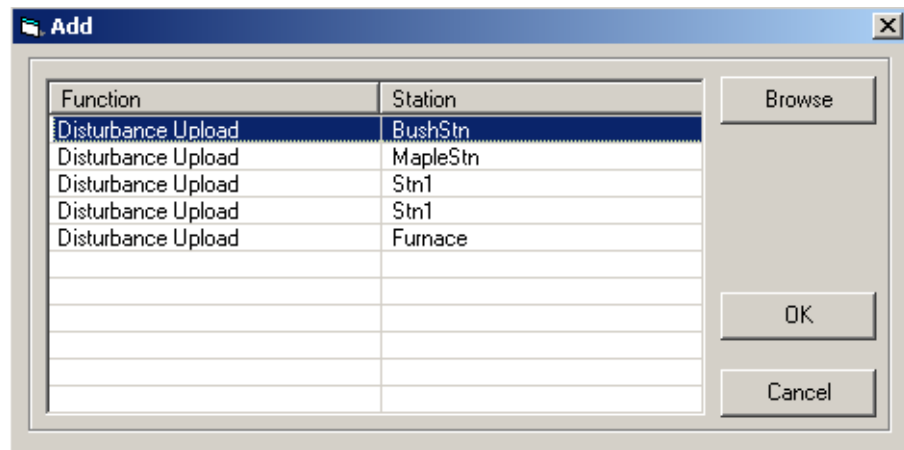 Add
Function Station
Disturbance Upload BushStn
Disturbance Upload MapleStn
Disturbance Upload Stn1
Disturbance Upload Stn1
Disturbance Upload Furnace
Browse
OK
Cancel